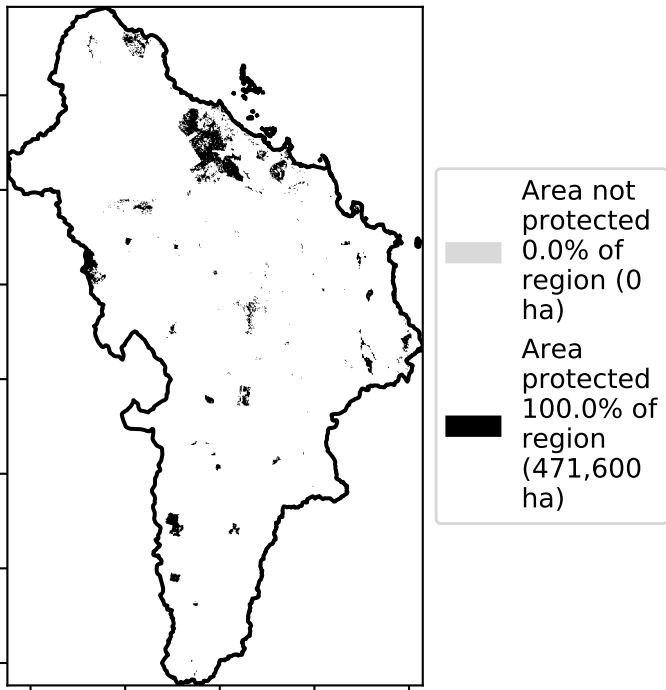 Area not
protected
0.0% of
region (0
ha)
Area
protected
100.0% of
region
(471,600
ha)